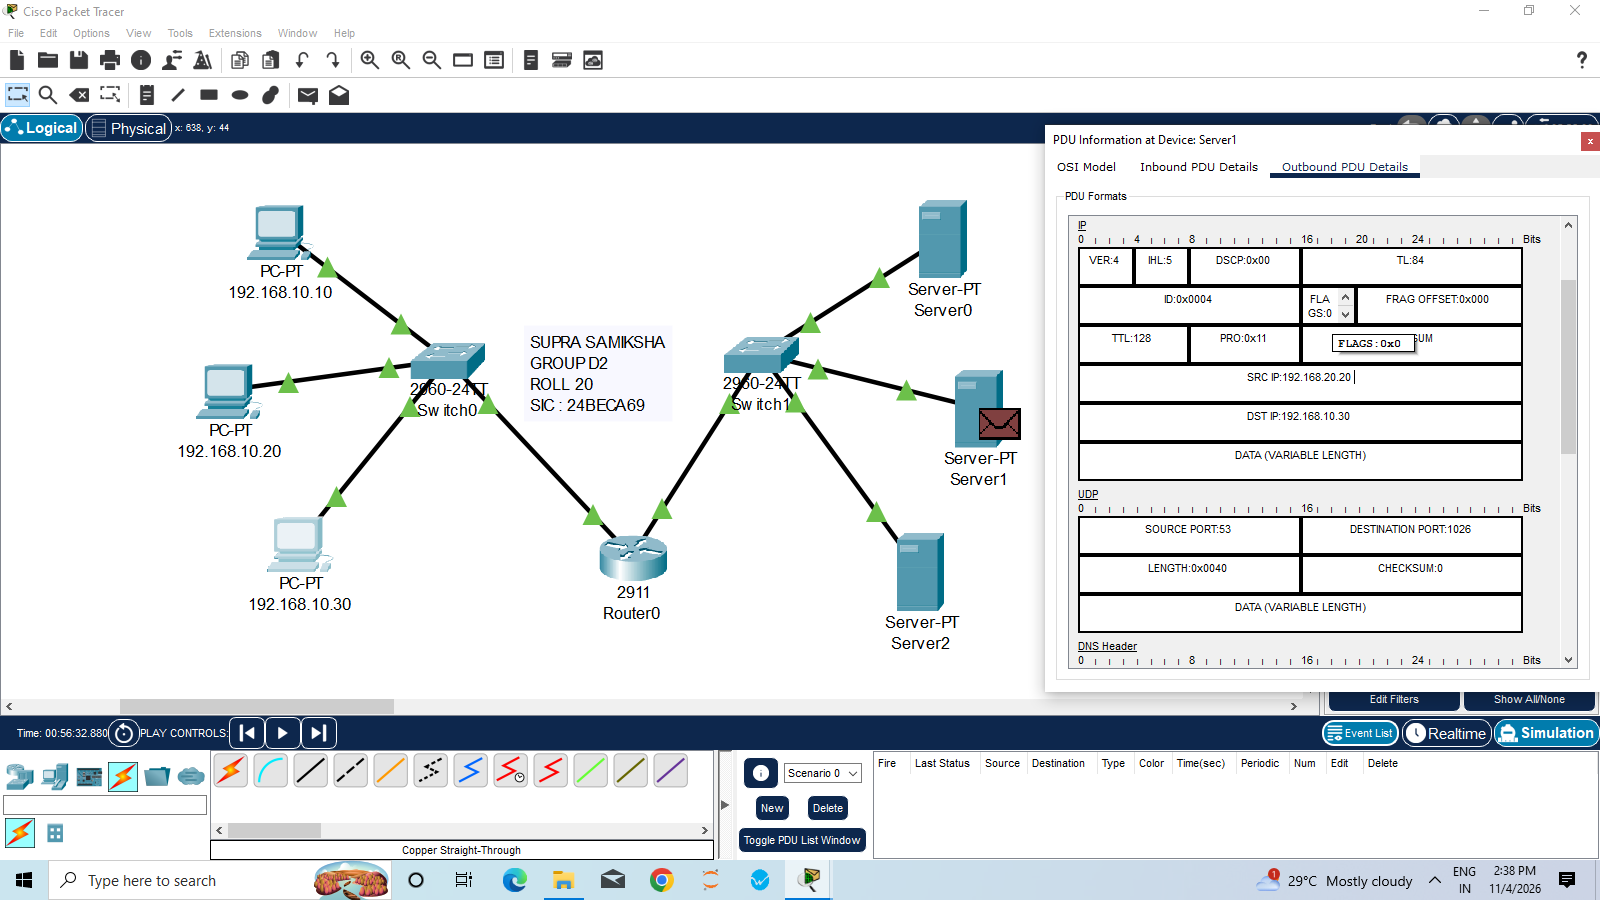 Cisco Packet Tracer
File Edit Options View Tools Extensions Window Help
?
Logical Physical x: 638, y: 44
PDU Information at Device: Server1
x
OSI Model Inbound PDU Details Outbound PDU Details
PDU Formats
IP
0 4 8 16 20 24 Bits
VER:4 IHL:5 DSCP:0x00 TL:84
ID:0x0004 FLA GS:0 FRAG OFFSET:0x000
TTL:128 PRO:0x11 FLAGS:0x0 UM
SRC IP:192.168.20.20
DST IP:192.168.10.30
DATA (VARIABLE LENGTH)
UDP
0 16 Bits
SOURCE PORT:53 DESTINATION PORT:1026
LENGTH:0x0040 CHECKSUM:0
DATA (VARIABLE LENGTH)
DNS Header
0 8 16 24 Bits
PC-PT
192.168.10.10
PC-PT
192.168.10.20
PC-PT
192.168.10.30
2960-24TT
Switch0
SUPRA SAMIKSHA
GROUP D2
ROLL 20
SIC : 24BECA69
2960-24TT
Switch1
2911
Router0
Server-PT
Server0
Server-PT
Server1
Server-PT
Server2
Edit Filters Show All/None
Time: 00:56:32.880 PLAY CONTROLS:
Event List Realtime Simulation
Scenario 0
New Delete
Toggle PDU List Window
Fire Last Status Source Destination Type Color Time(sec) Periodic Num Edit Delete
Copper Straight-Through
Type here to search
1
29°C Mostly cloudy
ENG
IN
2:38 PM
11/4/2026